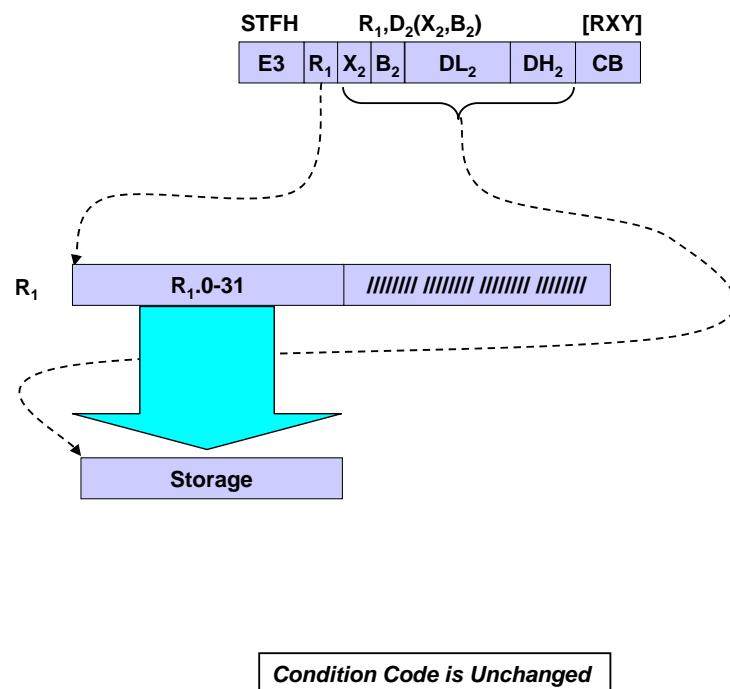 STFH R₁,D₂(X₂,B₂) [RXY]
E3 R₁ X₂ B₂ DL₂ DH₂ CB
R₁ R₁.0-31 //////// //////// //////// ////////
Storage
Condition Code is Unchanged